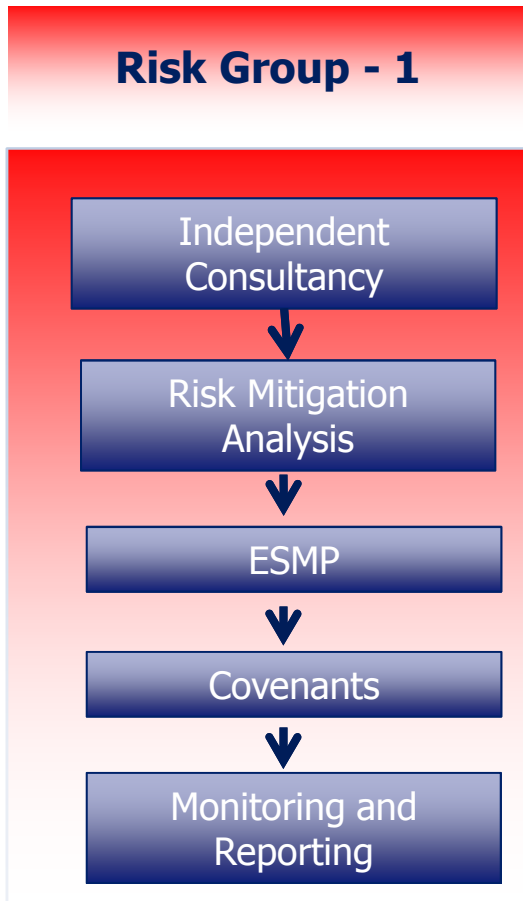 Risk Group - 1
Independent
Consultancy
Risk Mitigation
Analysis
ESMP
Covenants
Monitoring and
Reporting